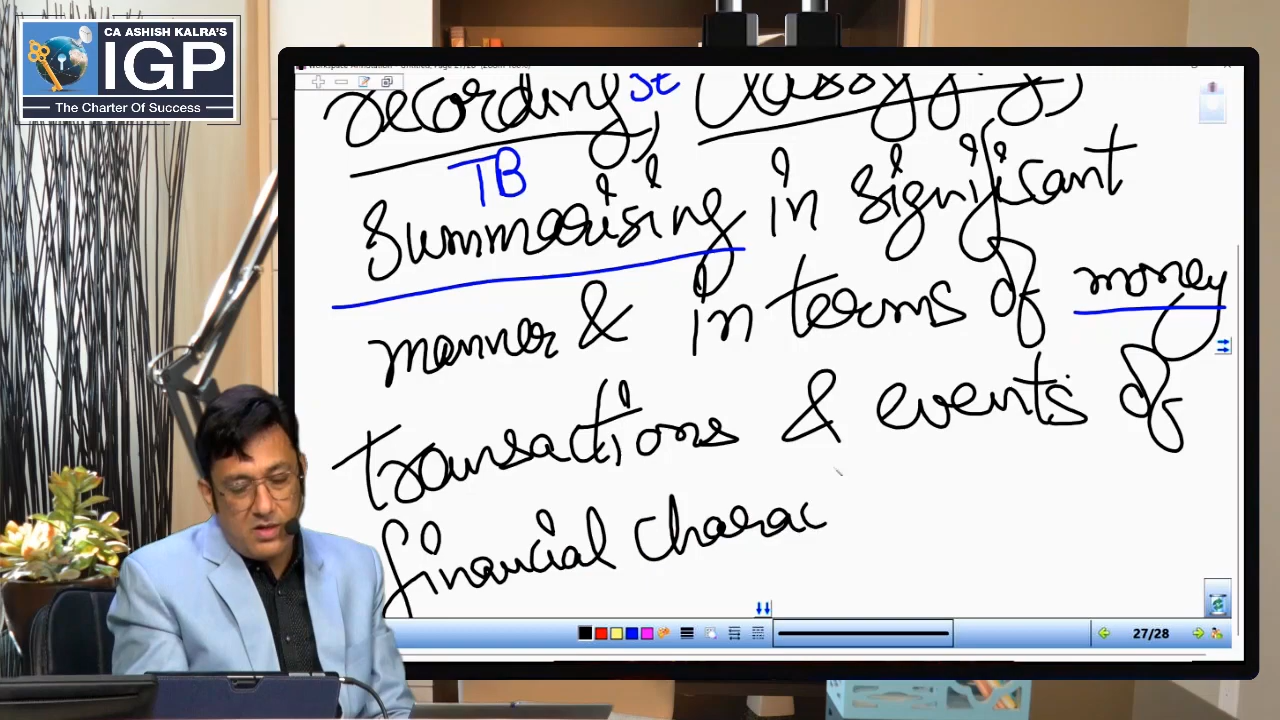 CA ASHISH KALRA'S
IGP
The Charter Of Success
recording, Classifying,
TB
Summarising in significant
manner & in terms of money
transactions & events of
financial charac
27/28